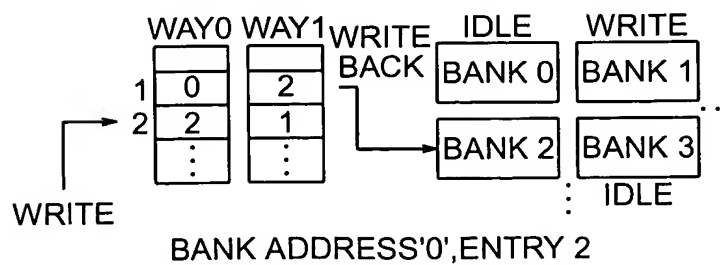 WAY0 WAY1 WRITE BACK IDLE WRITE
1 0 2 BANK 0 BANK 1
2 2 1 BANK 2 BANK 3
WRITE IDLE
BANK ADDRESS'0',ENTRY 2